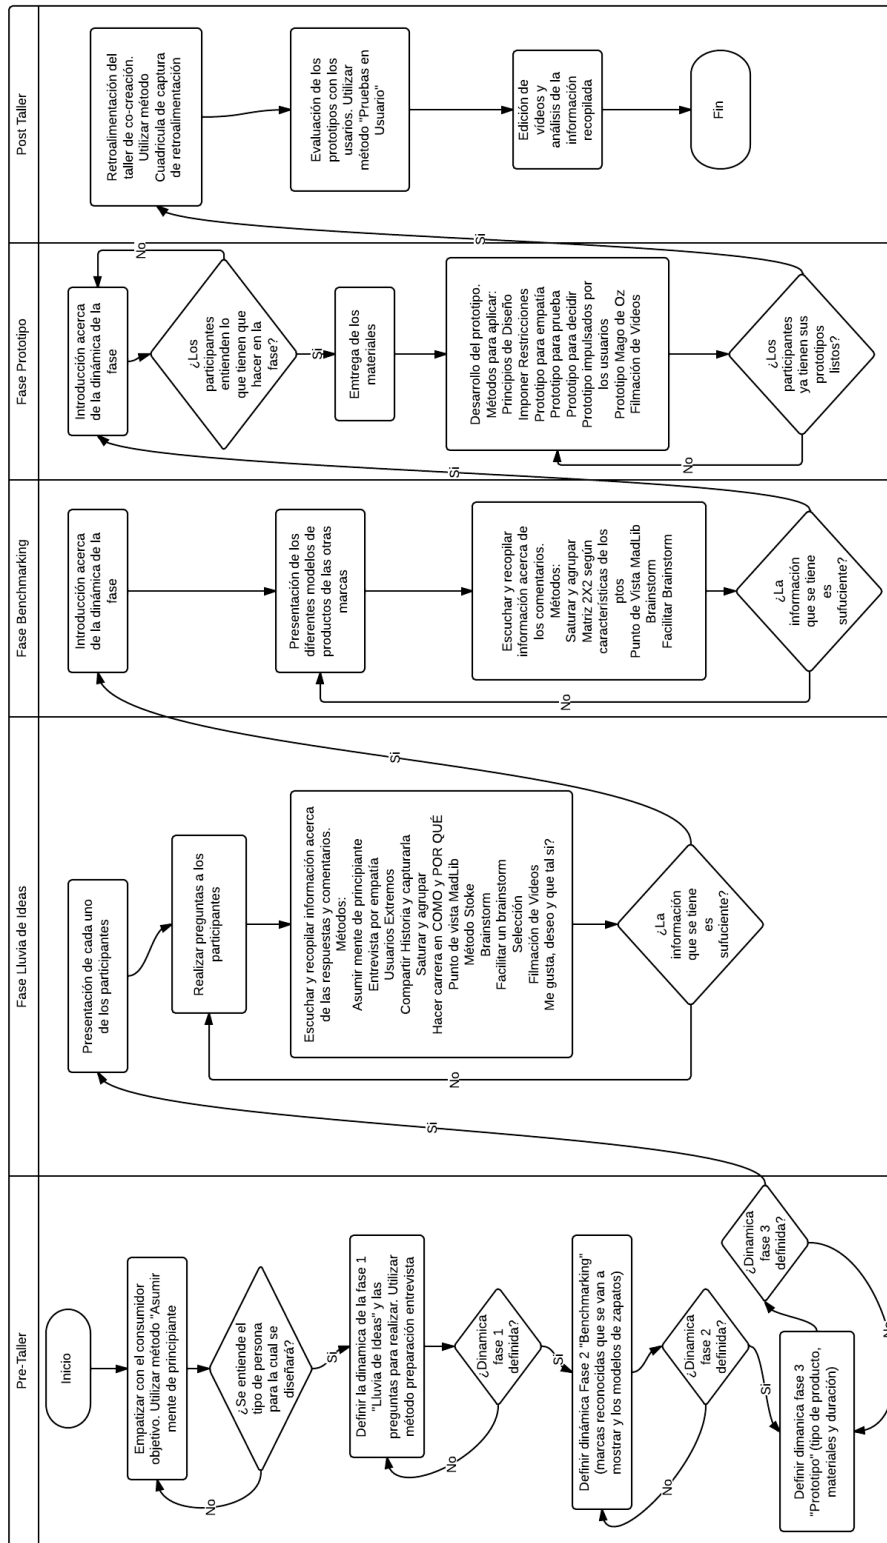 Pre-Taller
Inicio
Empatizar con el consumidor
objetivo. Utilizar método "Asumir
mente de principiante
¿Se entiende el
tipo de persona
para la cual se
diseñará?
No
Si
Definir la dinamica de la fase 1
"Lluvia de Ideas" y las
preguntas para realizar. Utilizar
método preparación entrevista
¿Dinamica
fase 1
definida?
No
Si
Definir dinámica Fase 2 "Benchmarking"
(marcas reconocidas que se van a
mostrar y los modelos de zapatos)
¿Dinamica
fase 2
definida?
No
Si
Definir dimanica fase 3
"Prototipo" (tipo de producto,
materiales y duración)
¿Dinamica
fase 3
definida?
No
Si
Fase Lluvia de Ideas
Presentación de cada uno
de los participantes
Realizar preguntas a los
participantes
Escuchar y recopilar información acerca
de las respuestas y comentarios.
Métodos:
Asumir mente de principiante
Entrevista por empatía
Usuarios Extremos
Compartir Historia y capturarla
Saturar y agrupar
Hacer carrera en COMO y POR QUÉ
Punto de vista MadLib
Método Stoke
Brainstorm
Facilitar un brainstorm
Selección
Filmación de Vídeos
Me gusta, deseo y que tal si?
¿La
información
que se tiene
es
sufuciente?
No
Si
Fase Benchmarking
Introducción acerca
de la dinámica de la
fase
Presentación de los
diferentes modelos de
productos de las otras
marcas
Escuchar y recopilar
información acerca de
los comentarios.
Métodos:
Saturar y agrupar
Matriz 2X2 según
características de los
ptos
Punto de Vista MadLib
Brainstorm
Facilitar Brainstorm
¿La
información
que se tiene
es
sufuciente?
No
Si
Fase Prototipo
Introducción acerca
de la dinámica de la
fase
¿Los
participantes
entienden lo
que tienen que
hacer en la
fase?
No
Si
Emtrega de los
materiales
Desarrollo del prototipo.
Métodos para aplicar:
Principios de Diseño
Imponer Restricciones
Prototipo para empatía
Prototipo para prueba
Prototipo para decidir
Prototipo impulsados por
los usuarios
Prototipo Mago de Oz
Filmación de Videos
¿Los
participantes
ya tienen sus
prototipos
listos?
No
Si
Post Taller
Retroalimentación del
taller de co-creación.
Utilizar método
Cuadricula de captura
de retroalimentación
Evaluación de los
prototipos con los
usarios. Utilizar
método "Pruebas en
Usuario"
Edición de
vídeos y
análisis de la
información
recopilada
Fin